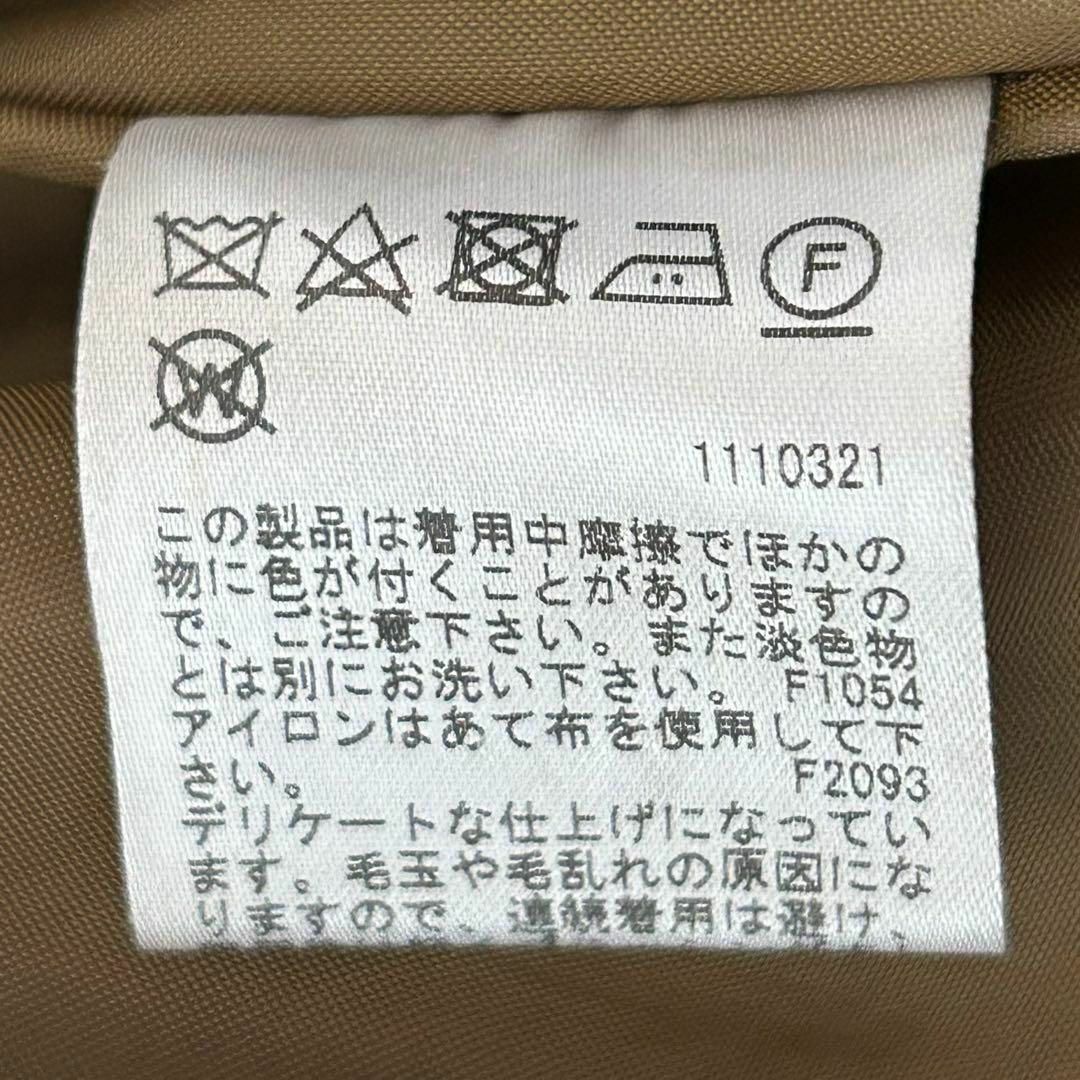 F
W
1110321
この製品は着用中摩擦でほかの
物に色が付くことがありますの
で、ご注意下さい。また淡色物
とは別にお洗い下さい。 F1054
アイロンはあて布を使用して下
さい。 F2093
デリケートな仕上げになってい
ます。毛玉や毛乱れの原因にな
りますので、連続着用は避け、